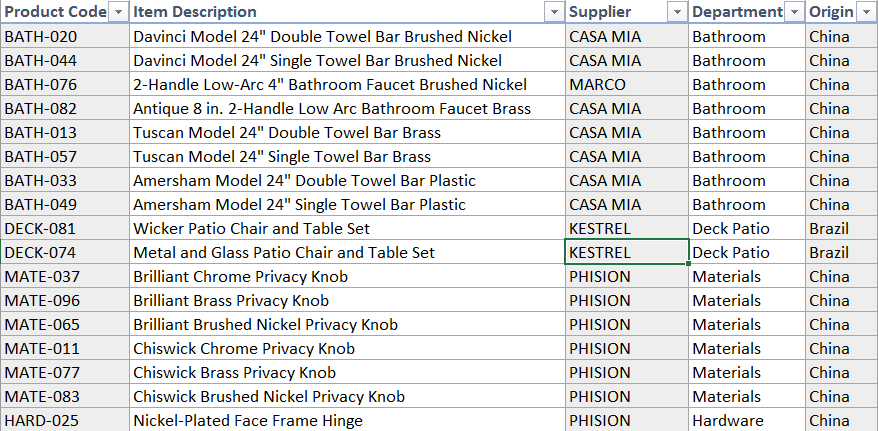 Product Code Item Description Supplier Department Origin
BATH-020 Davinci Model 24" Double Towel Bar Brushed Nickel CASA MIA Bathroom China
BATH-044 Davinci Model 24" Single Towel Bar Brushed Nickel CASA MIA Bathroom China
BATH-076 2-Handle Low-Arc 4" Bathroom Faucet Brushed Nickel MARCO Bathroom China
BATH-082 Antique 8 in. 2-Handle Low Arc Bathroom Faucet Brass CASA MIA Bathroom China
BATH-013 Tuscan Model 24" Double Towel Bar Brass CASA MIA Bathroom China
BATH-057 Tuscan Model 24" Single Towel Bar Brass CASA MIA Bathroom China
BATH-033 Amersham Model 24" Double Towel Bar Plastic CASA MIA Bathroom China
BATH-049 Amersham Model 24" Single Towel Bar Plastic CASA MIA Bathroom China
DECK-081 Wicker Patio Chair and Table Set KESTREL Deck Patio Brazil
DECK-074 Metal and Glass Patio Chair and Table Set KESTREL Deck Patio Brazil
MATE-037 Brilliant Chrome Privacy Knob PHISION Materials China
MATE-096 Brilliant Brass Privacy Knob PHISION Materials China
MATE-065 Brilliant Brushed Nickel Privacy Knob PHISION Materials China
MATE-011 Chiswick Chrome Privacy Knob PHISION Materials China
MATE-077 Chiswick Brass Privacy Knob PHISION Materials China
MATE-083 Chiswick Brushed Nickel Privacy Knob PHISION Materials China
HARD-025 Nickel-Plated Face Frame Hinge PHISION Hardware China